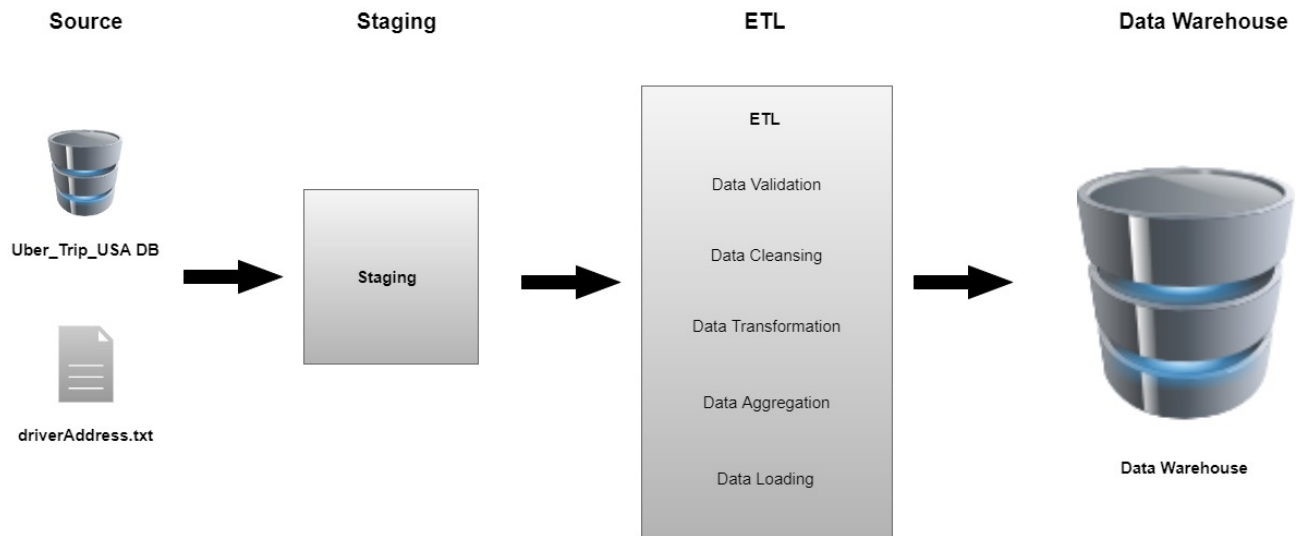 Source
Staging
ETL
Data Warehouse
Uber_Trip_USA DB
driverAddress.txt
Staging
ETL
Data Validation
Data Cleansing
Data Transformation
Data Aggregation
Data Loading
Data Warehouse